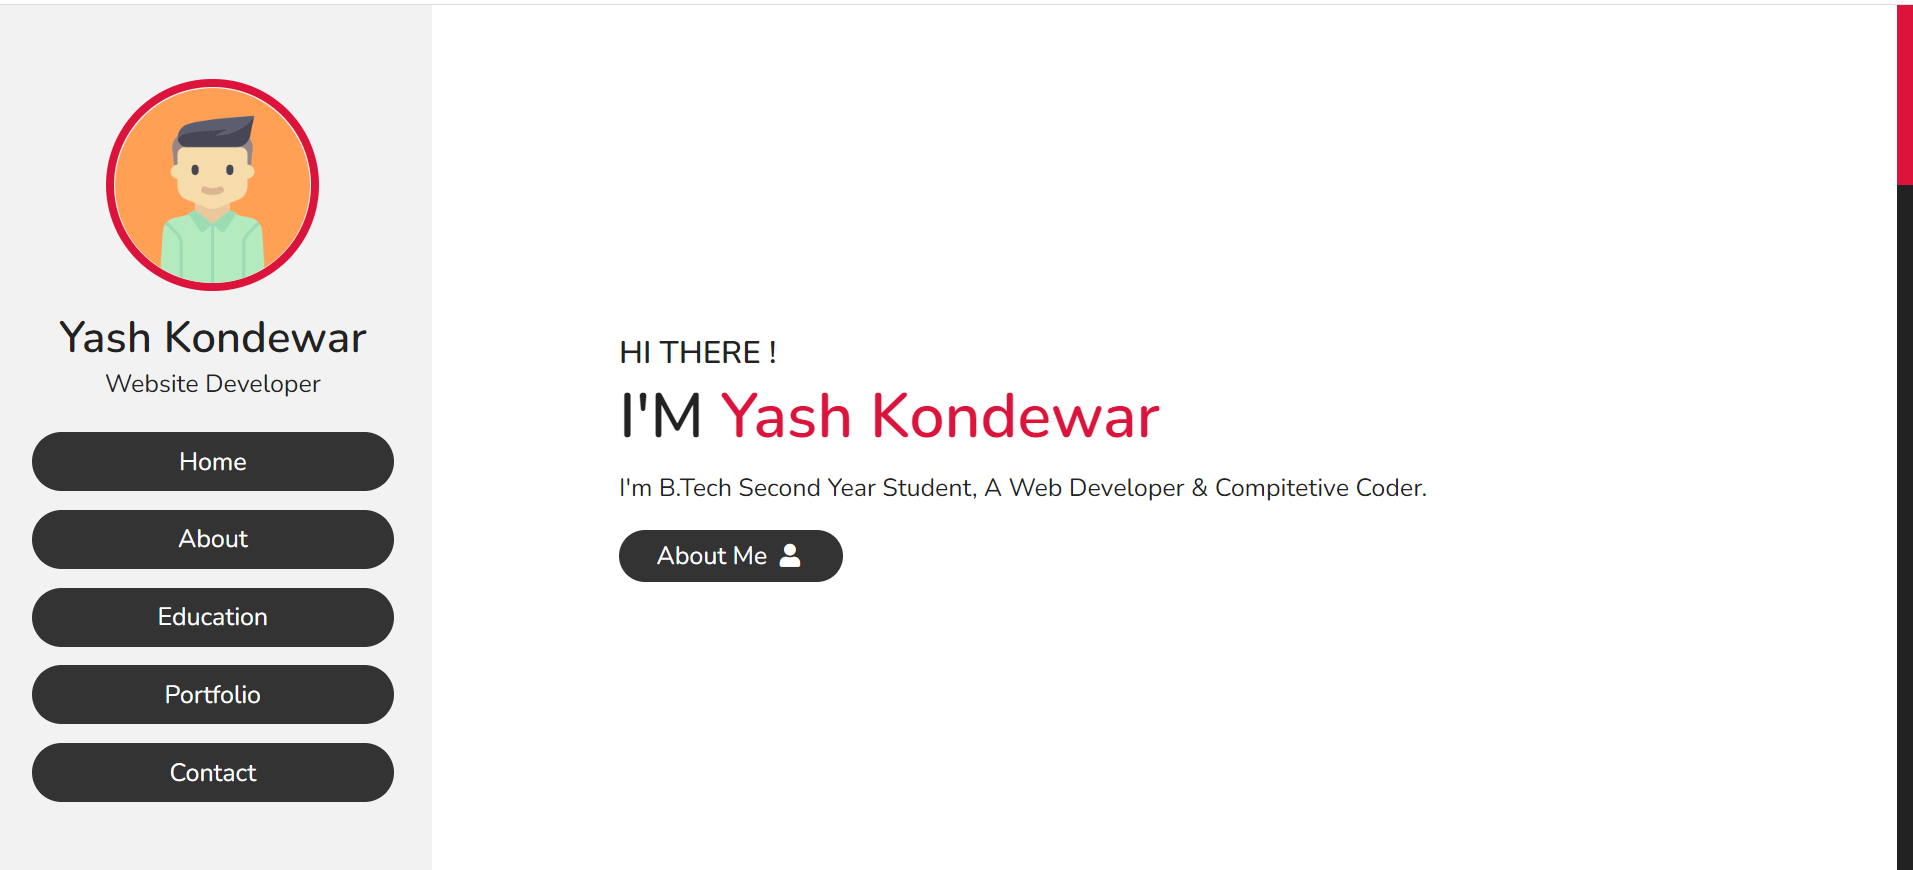 Yash Kondewar
Website Developer
Home
About
Education
Portfolio
Contact
HI THERE !
I'M Yash Kondewar
I'm B.Tech Second Year Student, A Web Developer & Compitetive Coder.
About Me